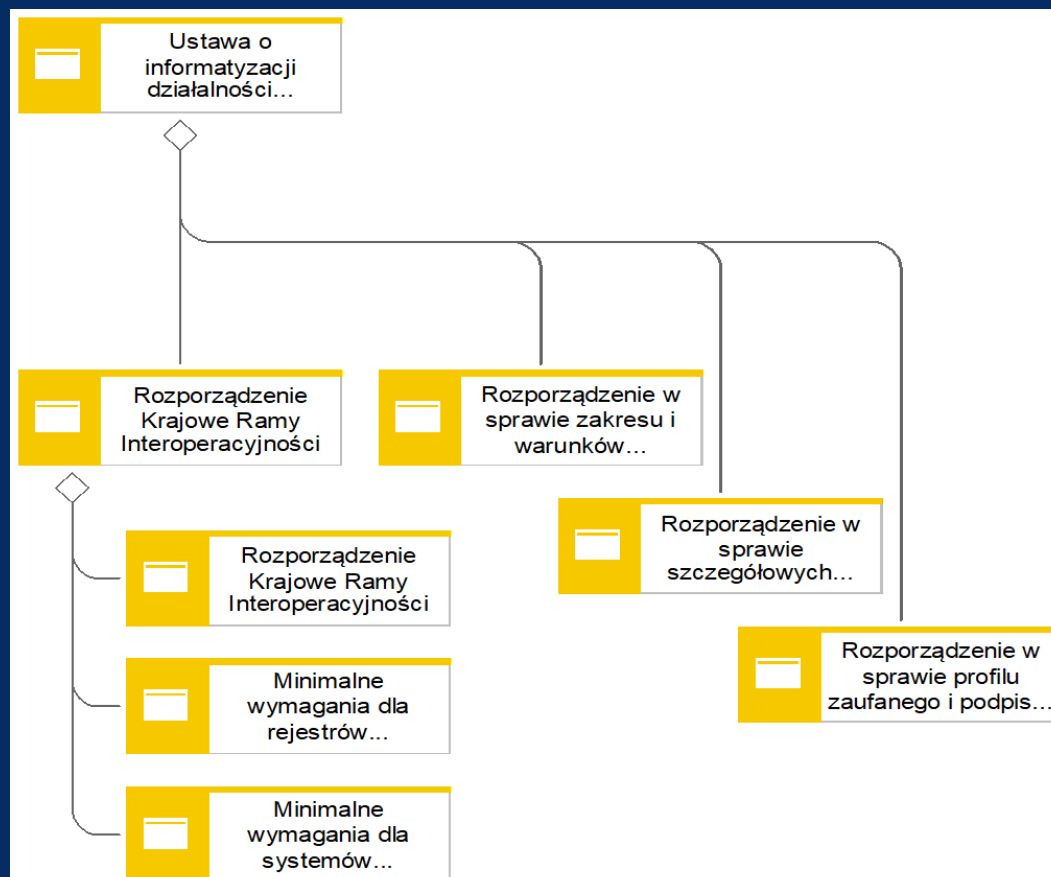 Ustawa o
informatyzacji
działalności...
Rozporządzenie
Krajowe Ramy
Interoperacyjności
Rozporządzenie w
sprawie zakresu i
warunków...
Rozporządzenie w
sprawie
szczegółowych...
Rozporządzenie w
sprawie profilu
zaufanego i podpis...
Rozporządzenie
Krajowe Ramy
Interoperacyjności
Minimalne
wymagania dla
rejestrów...
Minimalne
wymagania dla
systemów...